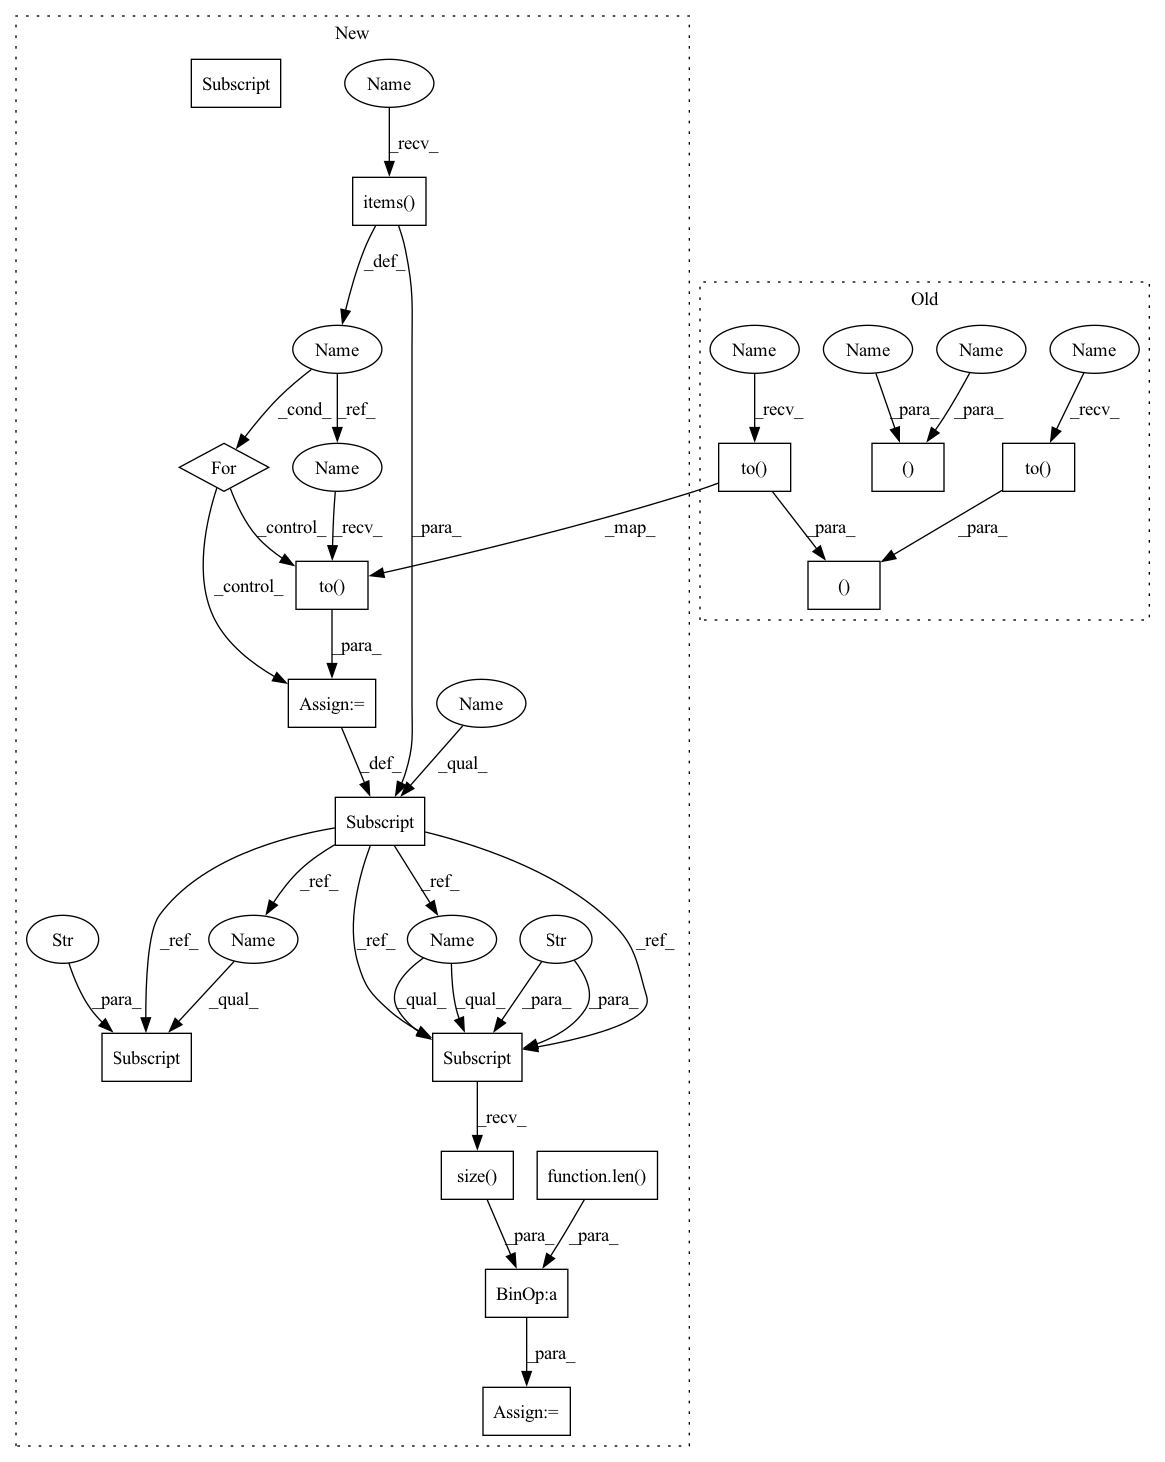 New
Subscript
Name
_recv_
items()
_def_
Old
Name
Name
Name
Name
Name
_cond_
_ref_
_recv_
_para_
_para_
_recv_
For
Name
to()
()
to()
_control_
_recv_
_para_
_map_
_para_
_para_
_control_
to()
()
_para_
Assign:=
Name
_def_
_qual_
Subscript
_ref_
_ref_
Str
_ref_
Name
_ref_
Name
Str
_ref_
_para_
_qual_
_qual_
_qual_
_para_
_para_
Subscript
Subscript
_recv_
size()
function.len()
_para_
_para_
BinOp:a
_para_
Assign:=